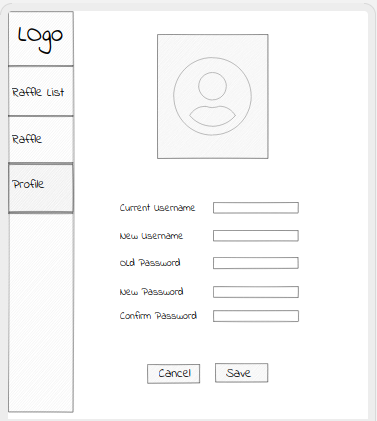 Logo
Raffle List
Raffle
Profile
Current Username
New Username
Old Password
New Password
Confirm Password
Cancel
Save